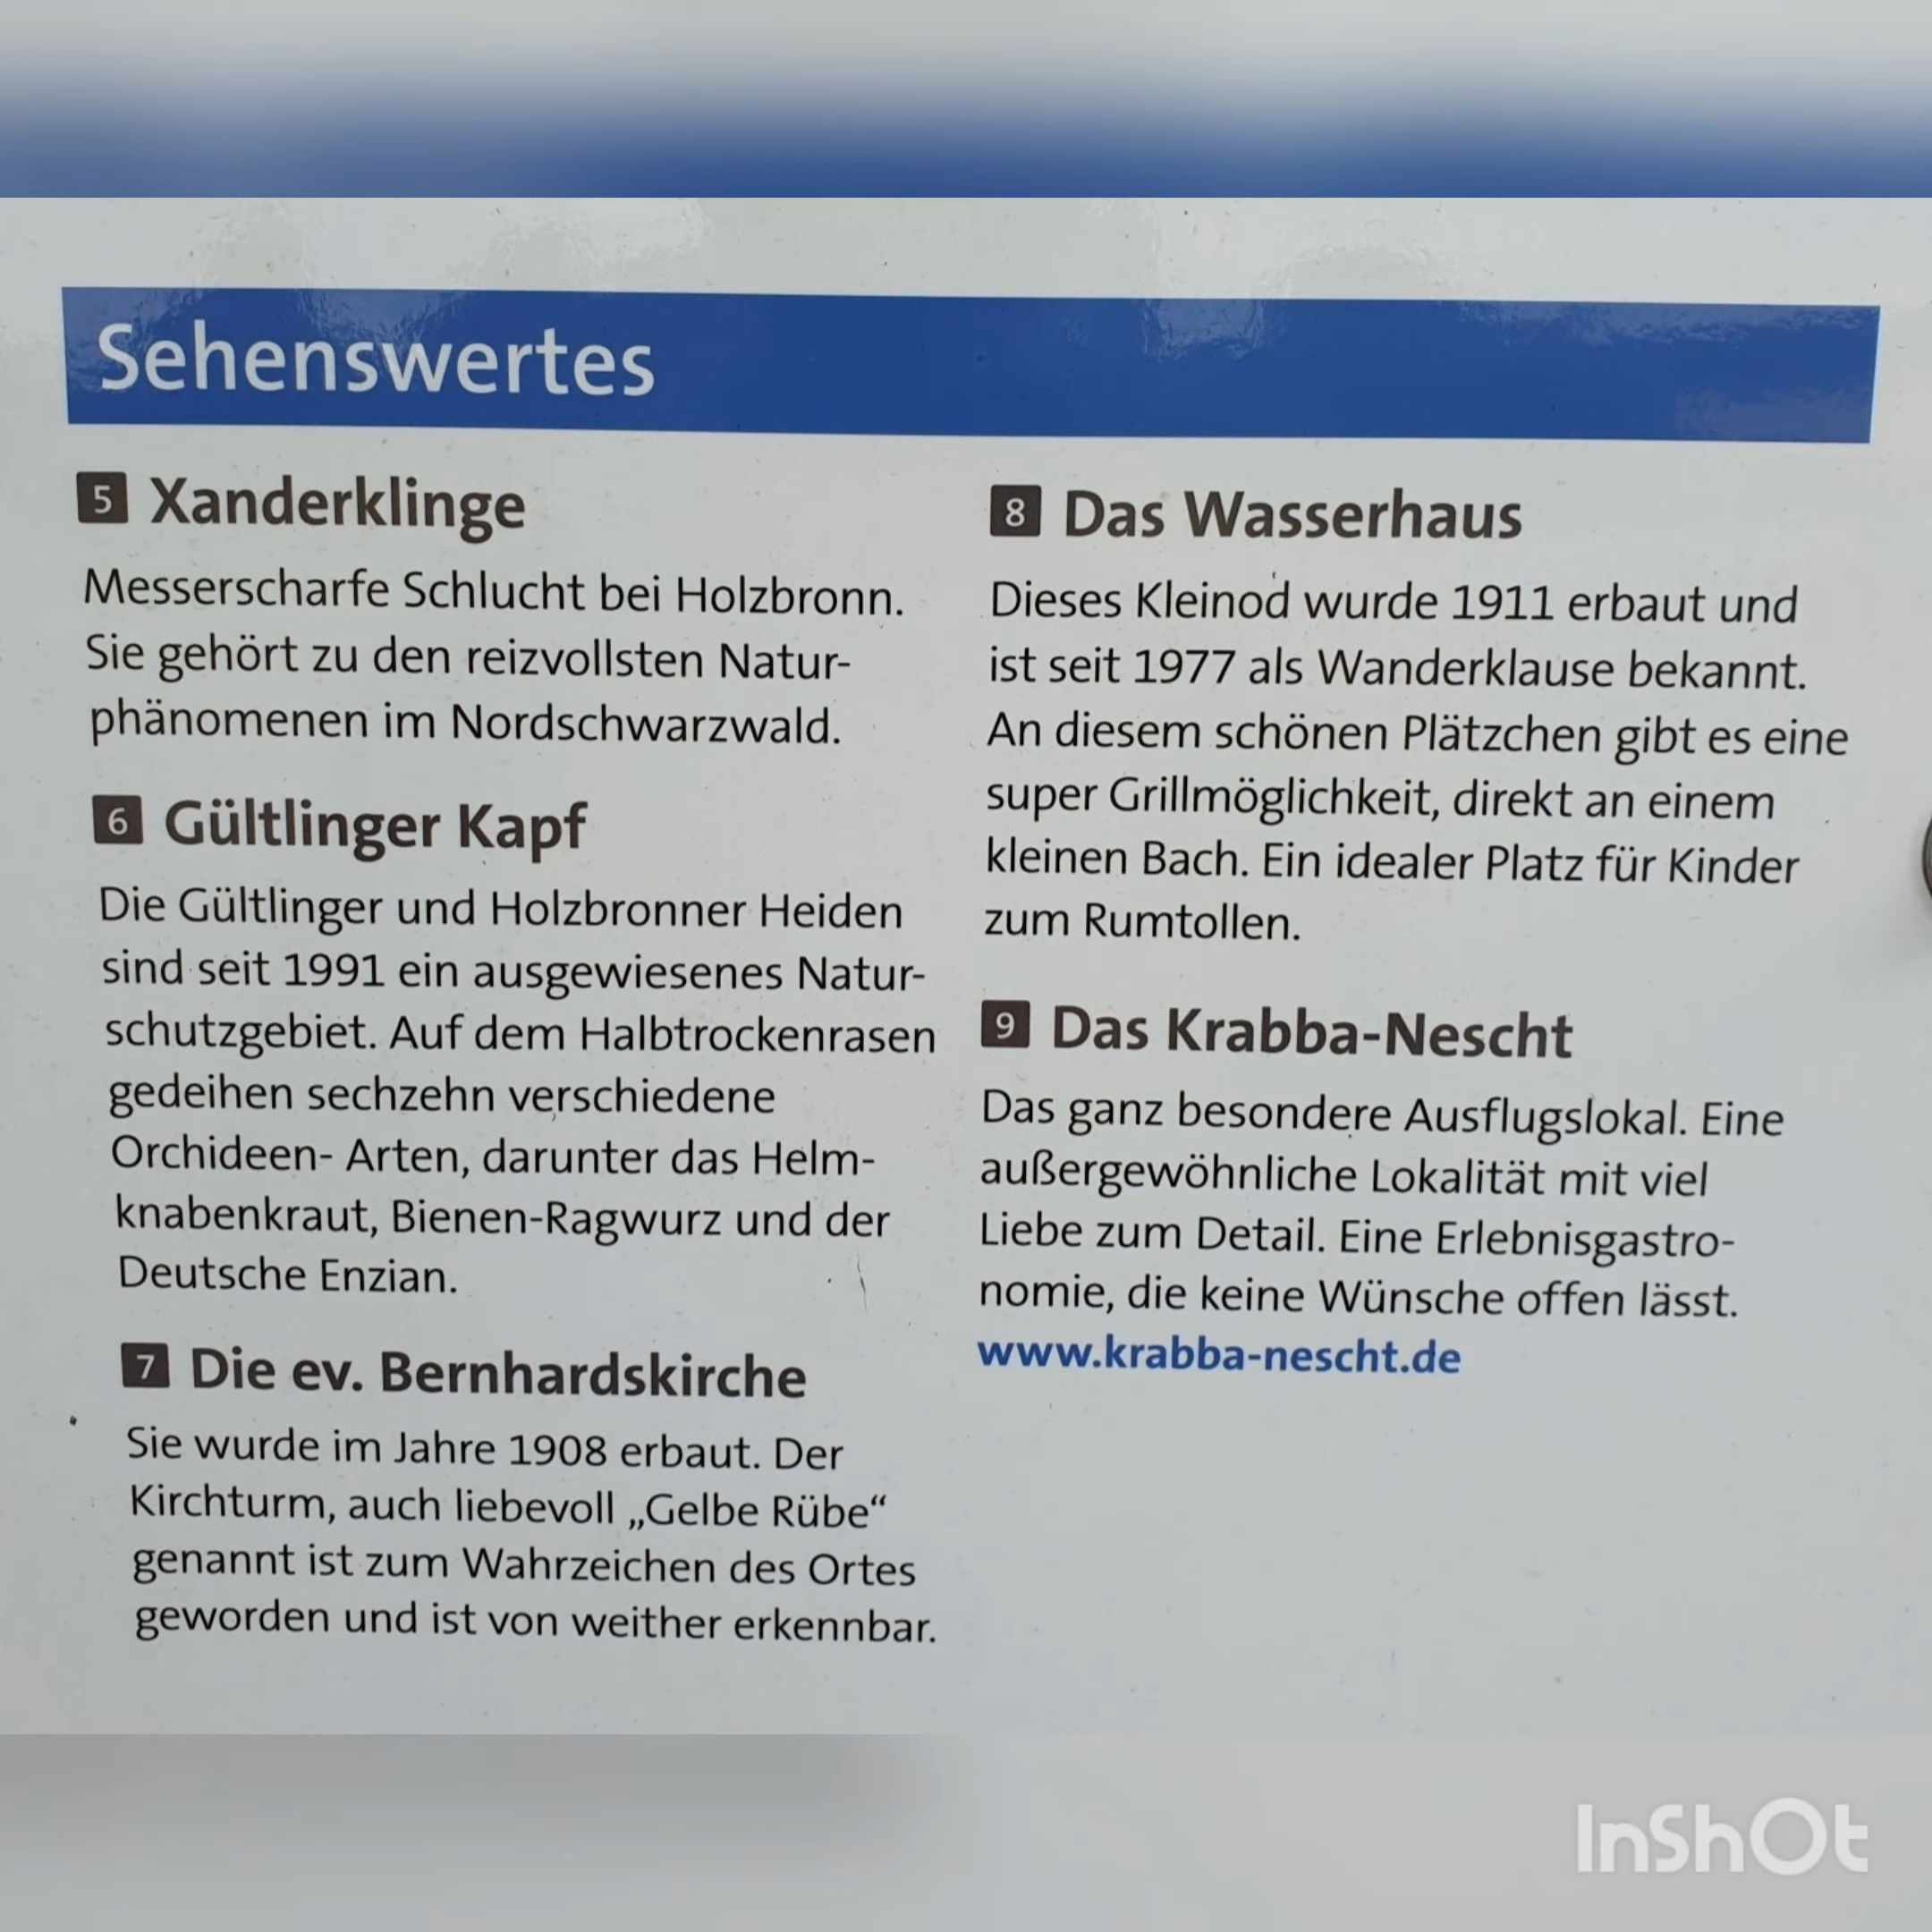 Sehenswertes
5 Xanderklinge
Messerscharfe Schlucht bei Holzbronn.
Sie gehört zu den reizvollsten Natur-
phänomenen im Nordschwarzwald.
6 Gültlinger Kapf
Die Gültlinger und Holzbronner Heiden
sind seit 1991 ein ausgewiesenes Natur-
schutzgebiet. Auf dem Halbtrockenrasen
gedeihen sechzehn verschiedene
Orchideen- Arten, darunter das Helm-
knabenkraut, Bienen-Ragwurz und der
Deutsche Enzian.
7 Die ev. Bernhardskirche
Sie wurde im Jahre 1908 erbaut. Der
Kirchturm, auch liebevoll „Gelbe Rübe“
genannt ist zum Wahrzeichen des Ortes
geworden und ist von weither erkennbar.
8 Das Wasserhaus
Dieses Kleinod wurde 1911 erbaut und
ist seit 1977 als Wanderklause bekannt.
An diesem schönen Plätzchen gibt es eine
super Grillmöglichkeit, direkt an einem
kleinen Bach. Ein idealer Platz für Kinder
zum Rumtollen.
9 Das Krabba-Nescht
Das ganz besondere Ausflugslokal. Eine
außergewöhnliche Lokalität mit viel
Liebe zum Detail. Eine Erlebnisgastro-
nomie, die keine Wünsche offen lässt.
www.krabba-nescht.de
InShOt